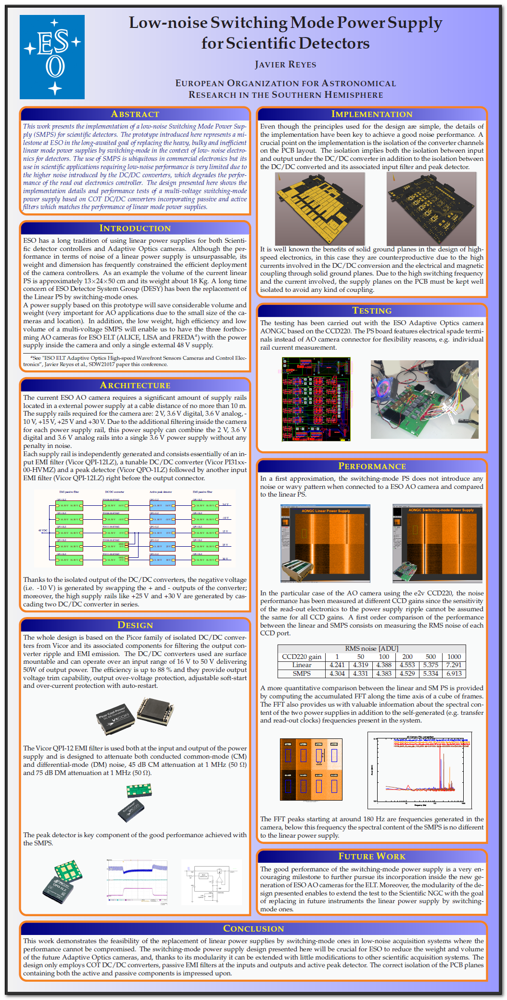 ESO
Low-noise Switching Mode Power Supply
for Scientific Detectors
JAVIER REYES
EUROPEAN ORGANIZATION FOR ASTRONOMICAL
RESEARCH IN THE SOUTHERN HEMISPHERE
ABSTRACT
This work presents the implementation of a low-noise Switching Mode Power Sup-
ply (SMPS) for scientific detectors. The prototype introduced here represents a mi-
lestone at ESO in the long-awaited goal of replacing the heavy, bulky and inefficient
linear mode power supplies by switching-mode in the context of low- noise electro-
nics for detectors. The use of SMPS is ubiquitous in commercial electronics but its
use in scientific applications requiring low-noise performance is very limited due to
the higher noise introduced by the DC/DC converters, which degrades the perfor-
mance of the read out electronics controller. The design presented here shows the
implementation details and performance tests of a multi-voltage switching-mode
power supply based on COT DC/DC converters incorporating passive and active
filters which matches the performance of linear mode power supplies.
INTRODUCTION
ESO has a long tradition of using linear power supplies for both Scienti-
fic detector controllers and Adaptive Optics cameras. Although the per-
formance in terms of noise of a linear power supply is unsurpassable, its
weight and dimension has frequently constrained the efficient deployment
of the camera controllers. As an example the volume of the current linear
PS is approximately 13×24×50 cm and its weight about 18 Kg. A long time
concern of ESO Detector System Group (DESY) has been the replacement of
the Linear PS by switching-mode ones.
A power supply based on this prototype will save considerable volume and
weight (very important for AO applications due to the small size of the ca-
meras and location). In addition, the low weight, high efficiency and low
volume of a multi-voltage SMPS will enable us to have the three forthco-
ming AO cameras for ESO ELT (ALICE, LISA and FREDAª) with the power
supply inside the camera and only a single external 48 V supply.
ªSee "ESO ELT Adaptive Optics High-speed Wavefront Sensors Cameras and Control Elec-
tronics", Javier Reyes et al., SDW21017 paper this conference.
ARCHITECTURE
The current ESO AO camera requires a significant amount of supply rails
located in a external power supply at a cable distance of no more than 10 m.
The supply rails required for the camera are: 2 V, 3.6 V digital, 3.6 V analog, -
10 V, +15 V, +25 V and +30 V. Due to the additional filtering inside the camera
for each power supply rail, this power supply can combine the 2 V, 3.6 V
digital and 3.6 V analog rails into a single 3.6 V power supply without any
penalty in noise.
Each supply rail is independently generated and consists essentially of an in-
put EMI filter (Vicor QPI-12LZ), a tunable DC/DC converter (Vicor PI31xx-
00-HVMZ) and a peak detector (Vicor QPO-1LZ) followed by another input
EMI filter (Vicor QPI-12LZ) right before the output connector.
EMI passive filter DC/DC converter Active peak detector EMI passive filter
3.6 V
-10 V
48 VDC
15 V
25 V
30 V
Thanks to the isolated output of the DC/DC converters, the negative voltage
(i.e. -10 V) is generated by swapping the + and - outputs of the converter;
moreover, the high supply rails like +25 V and +30 V are generated by cas-
cading two DC/DC converter in series.
DESIGN
The whole design is based on the Picor family of isolated DC/DC conver-
ters from Vicor and its associated components for filtering the output con-
verter ripple and EMI emission. The DC/DC converters used are surface
mountable and can operate over an input range of 16 V to 50 V delivering
50W of output power. The efficiency is up to 88 % and they provide output
voltage trim capability, output over-voltage protection, adjustable soft-start
and over-current protection with auto-restart.
Picor Cool-Power
DC-DC Converter
VICOR
The Vicor QPI-12 EMI filter is used both at the input and output of the power
supply and is designed to attenuate both conducted common-mode (CM)
and differential-mode (DM) noise, 45 dB CM attenuation at 1 MHz (50 Ω)
and 75 dB DM attenuation at 1 MHz (50 Ω).
VICOR
The peak detector is key component of the good performance achieved with
the SMPS.
QPO-1LZ
IMPLEMENTATION
Even though the principles used for the design are simple, the details of
the implementation have been key to achieve a good noise performance. A
crucial point on the implementation is the isolation of the converter channels
on the PCB layout. The isolation implies both the isolation between input
and output under the DC/DC converter in addition to the isolation between
the DC/DC converted and its associated input filter and peak detector.
It is well known the benefits of solid ground planes in the design of high-
speed electronics, in this case they are counterproductive due to the high
currents involved in the DC/DC conversion and the electrical and magnetic
coupling through solid ground planes. Due to the high switching frequency
and the current involved, the supply planes on the PCB must be kept well
isolated to avoid any kind of coupling.
TESTING
The testing has been carried out with the ESO Adaptive Optics camera
AONGC based on the CCD220. The PS board features electrical spade termi-
nals instead of AO camera connector for flexibility reasons, e.g. individual
rail current measurement.
PERFORMANCE
In a first approximation, the switching-mode PS does not introduce any
noise or wavy pattern when connected to a ESO AO camera and compared
to the linear PS.
AONGC Linear Power Supply
AONGC Switching-mode Power Supply
In the particular case of the AO camera using the e2v CCD220, the noise
performance has been measured at different CCD gains since the sensitivity
of the read-out electronics to the power supply ripple cannot be assumed
the same for all CCD gains. A first order comparison of the performance
between the linear and SMPS consists on measuring the RMS noise of each
CCD port.
RMS noise [ADU]
CCD220 gain 1 50 100 200 500 1000
Linear 4.241 4.319 4.388 4.553 5.375 7.291
SMPS 4.304 4.331 4.383 4.529 5.334 6.913
A more quantitative comparison between the linear and SM PS is provided
by computing the accumulated FFT along the time axis of a cube of frames.
The FFT also provides us with valuable information about the spectral con-
tent of the two power supplies in addition to the self-generated (e.g. transfer
and read-out clocks) frequencies present in the system.
AO Camera PSU comparison
Frequency (Hz)
The FFT peaks starting at around 180 Hz are frequencies generated in the
camera, below this frequency the spectral content of the SMPS is no different
to the linear power supply.
FUTURE WORK
The good performance of the switching-mode power supply is a very en-
couraging milestone to further pursue its incorporation inside the new ge-
neration of ESO AO cameras for the ELT. Moreover, the modularity of the de-
sign presented enables to extend the test to the Scientific NGC with the goal
of replacing in future instruments the linear power supply by switching-
mode ones.
CONCLUSION
This work demonstrates the feasibility of the replacement of linear power supplies by switching-mode ones in low-noise acquisition systems where the
performance cannot be compromised. The switching-mode power supply design presented here will be crucial for ESO to reduce the weight and volume
of the future Adaptive Optics cameras, and, thanks to its modularity it can be extended with little modifications to other scientific acquisition systems. The
design only employs COT DC/DC converters, passive EMI filters at the inputs and outputs and active peak detector. The correct isolation of the PCB planes
containing both the active and passive components is impressed upon.